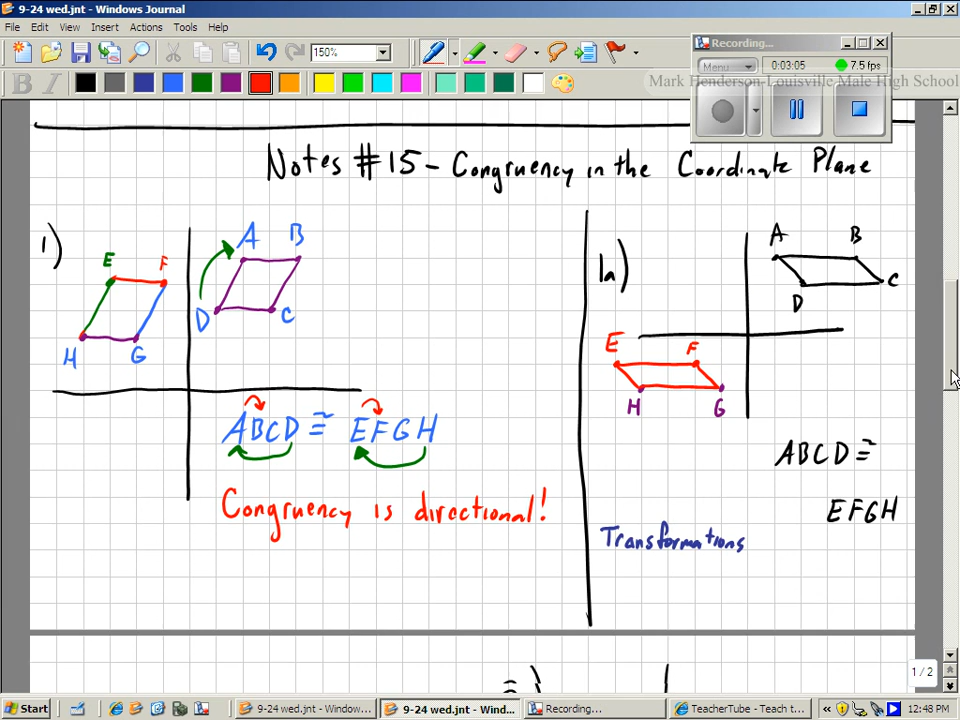 9-24 wed.jnt - Windows Journal
File Edit View Insert Actions Tools Help
150%
Recording...
Menu 0:03:05 7.5 fps
Mark Henderson-Louisville Male High School
B I
Notes #15 - Congruency in the Coordinate Plane
1)
A B
E F
D C
H G
ABCD ≅ EFGH
Congruency is directional!
1a)
A B
D C
E F
H G
ABCD ≅
EFGH
Transformations
1 / 2
Start 9-24 wed.jnt - Window... 9-24 wed.jnt - Wind... Recording... TeacherTube - Teach t... 12:48 PM